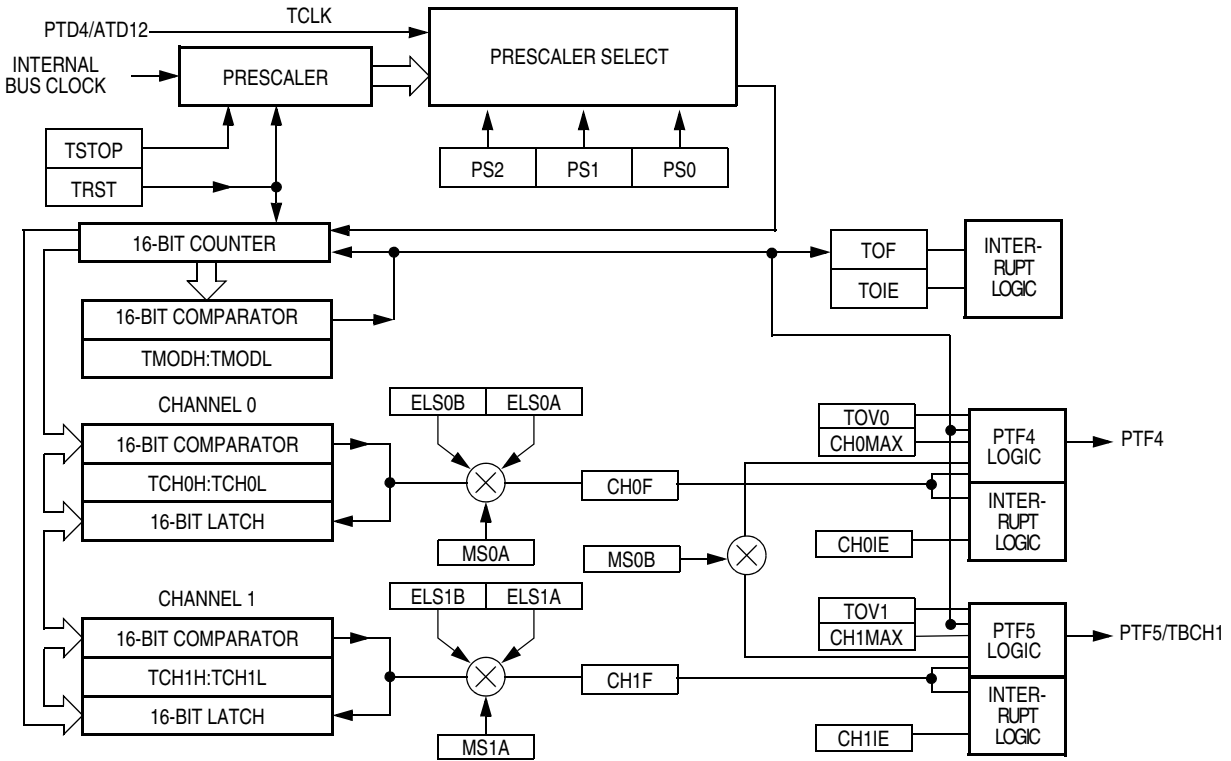 TCLK
PTD4/ATD12
PRESCALER SELECT
INTERNAL
BUS CLOCK
PRESCALER
TSTOP
TRST
PS2
PS1
PS0
16-BIT COUNTER
TOF
TOIE
INTER-
RUPT
LOGIC
16-BIT COMPARATOR
TMODH:TMODL
CHANNEL 0
16-BIT COMPARATOR
TCH0H:TCH0L
16-BIT LATCH
ELS0B
ELS0A
MS0A
CH0F
MS0B
TOV0
CH0MAX
PTF4
LOGIC
PTF4
INTER-
RUPT
LOGIC
CH0IE
CHANNEL 1
16-BIT COMPARATOR
TCH1H:TCH1L
16-BIT LATCH
ELS1B
ELS1A
MS1A
CH1F
TOV1
CH1MAX
PTF5
LOGIC
PTF5/TBCH1
INTER-
RUPT
LOGIC
CH1IE